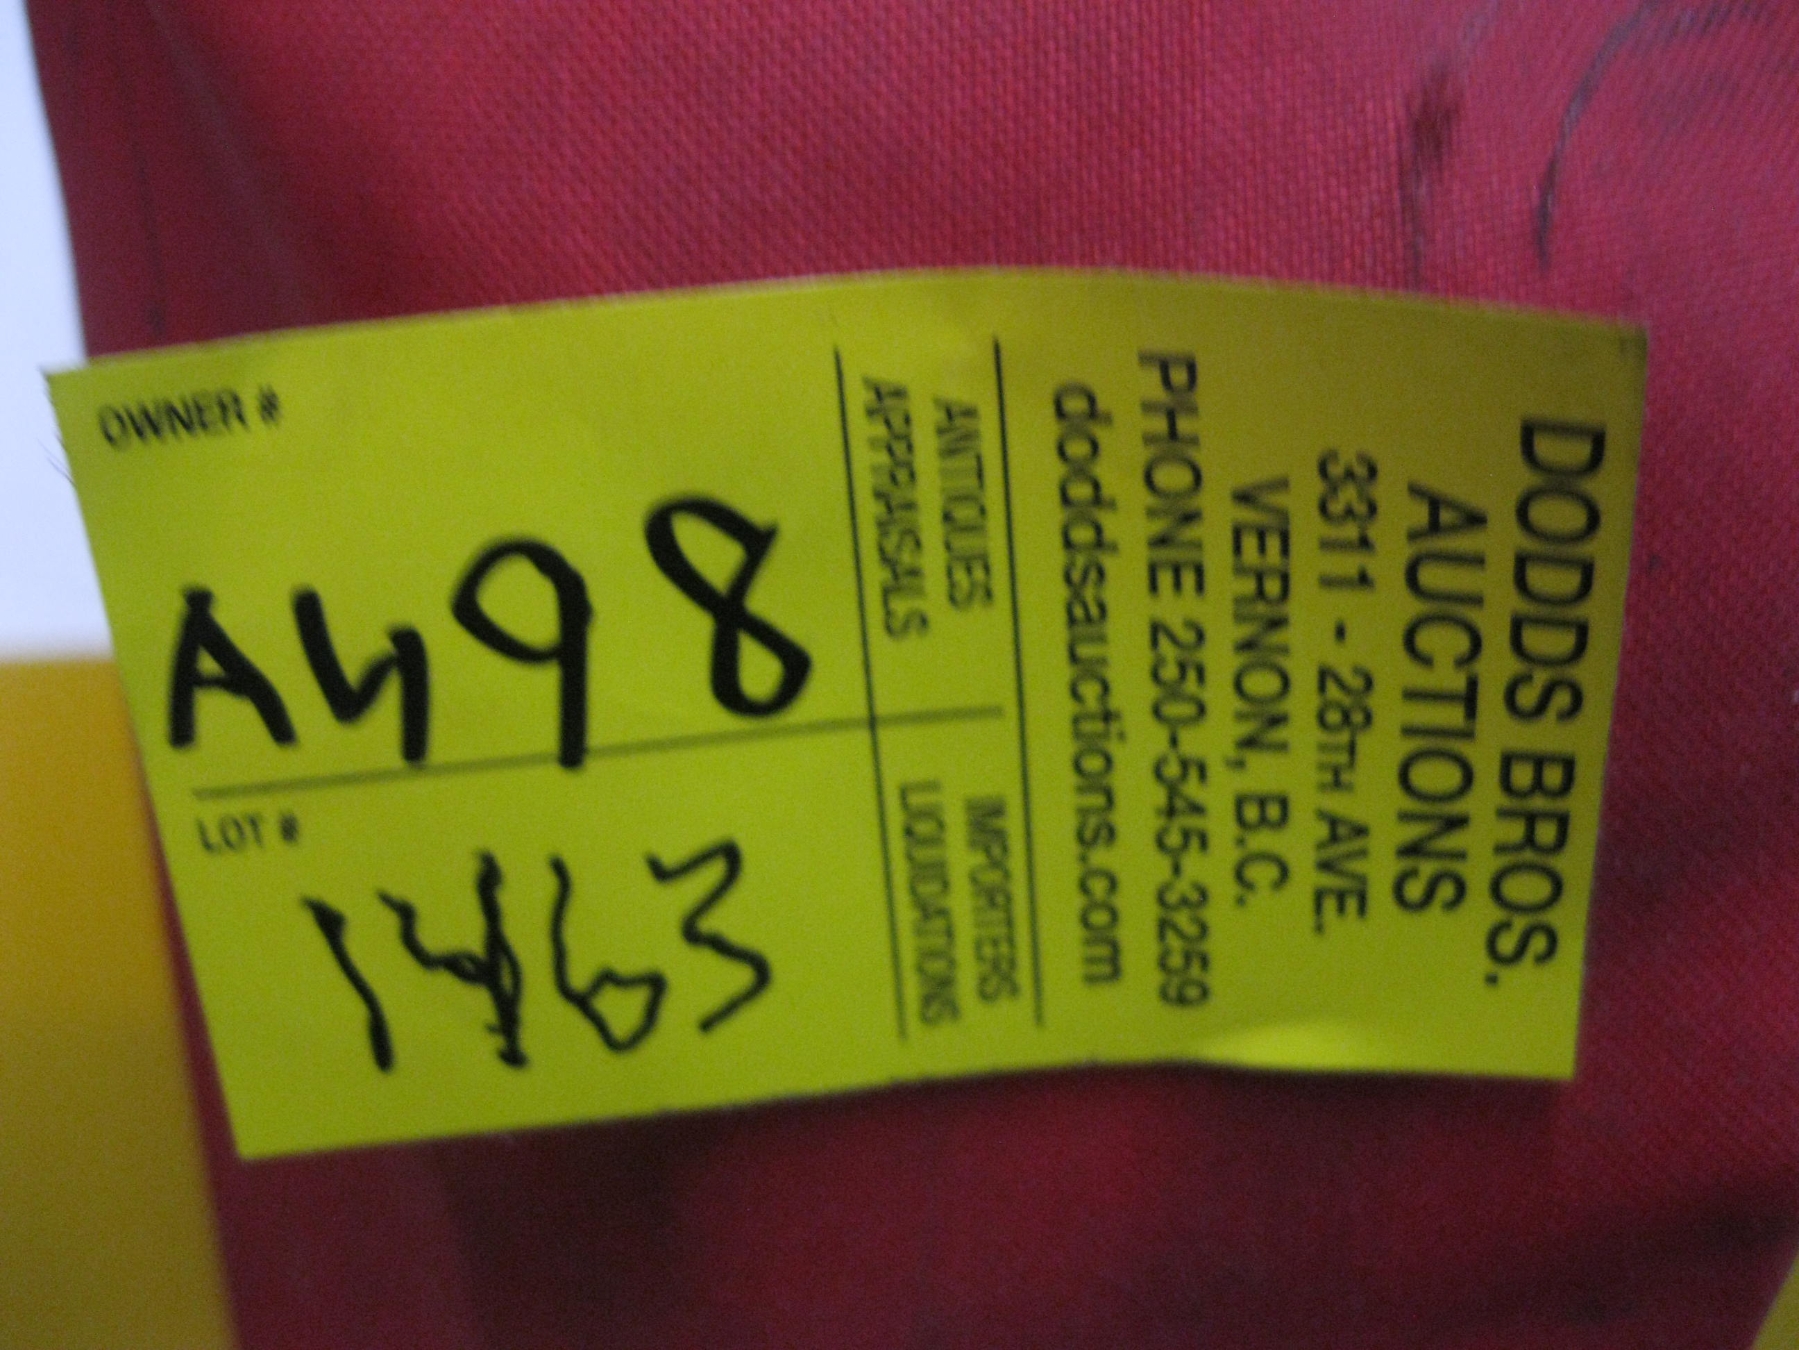 DODDS BROS.
AUCTIONS
3311 - 28TH AVE.
VERNON, B.C.
PHONE 250-545-3259
doddsauctions.com
ANTIQUES IMPORTERS
APPRAISALS LIQUIDATIONS
OWNER #
A498
LOT #
1463